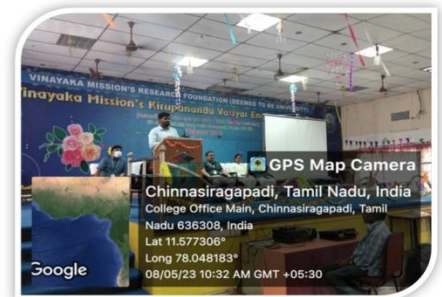 VINAYAKA MISSION'S RESEARCH FOUNDATION (DEEMED TO BE UNIVERSITY)
Vinayaka Mission's Kirupananda Variyar En
GPS Map Camera
Chinnasiragapadi, Tamil Nadu, India
College Office Main, Chinnasiragapadi, Tamil
Nadu 636308, India
Lat 11.577306°
Long 78.048183°
08/05/23 10:32 AM GMT +05:30
Google